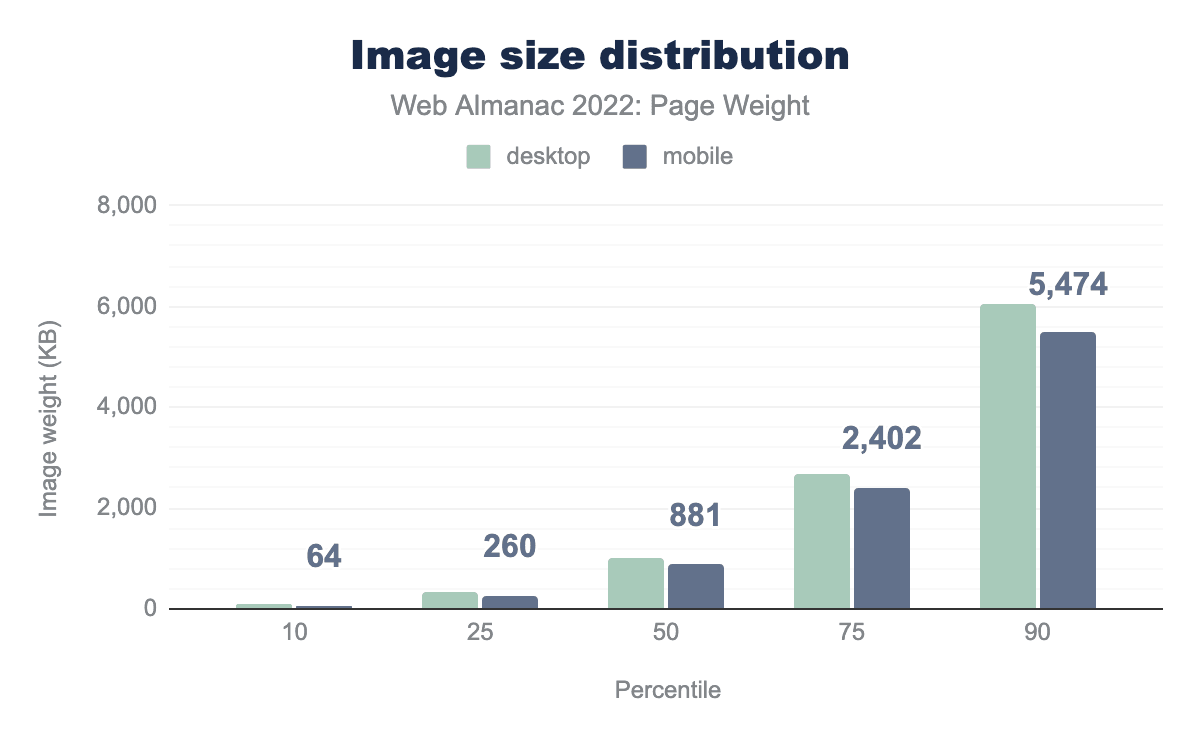 Image size distribution
Web Almanac 2022: Page Weight
desktop mobile
8,000
6,000
4,000
2,000
0
Image weight (KB)
64
260
881
2,402
5,474
10 25 50 75 90
Percentile